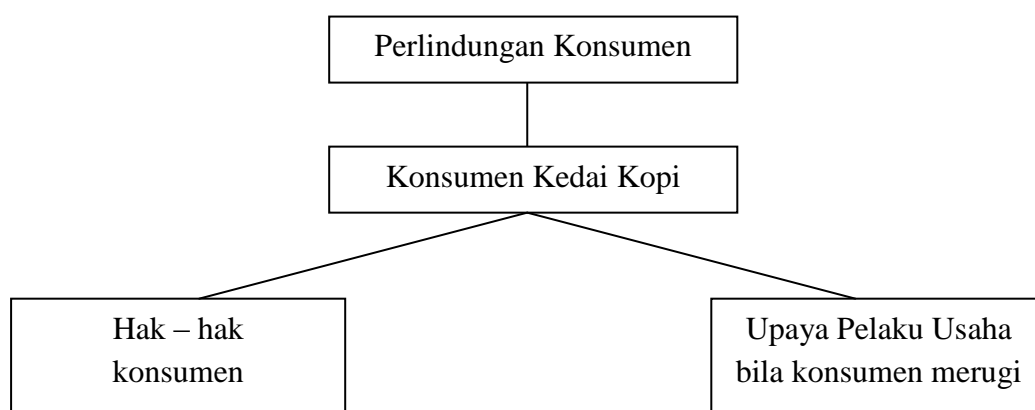 Perlindungan Konsumen
Konsumen Kedai Kopi
Hak – hak
konsumen
Upaya Pelaku Usaha
bila konsumen merugi